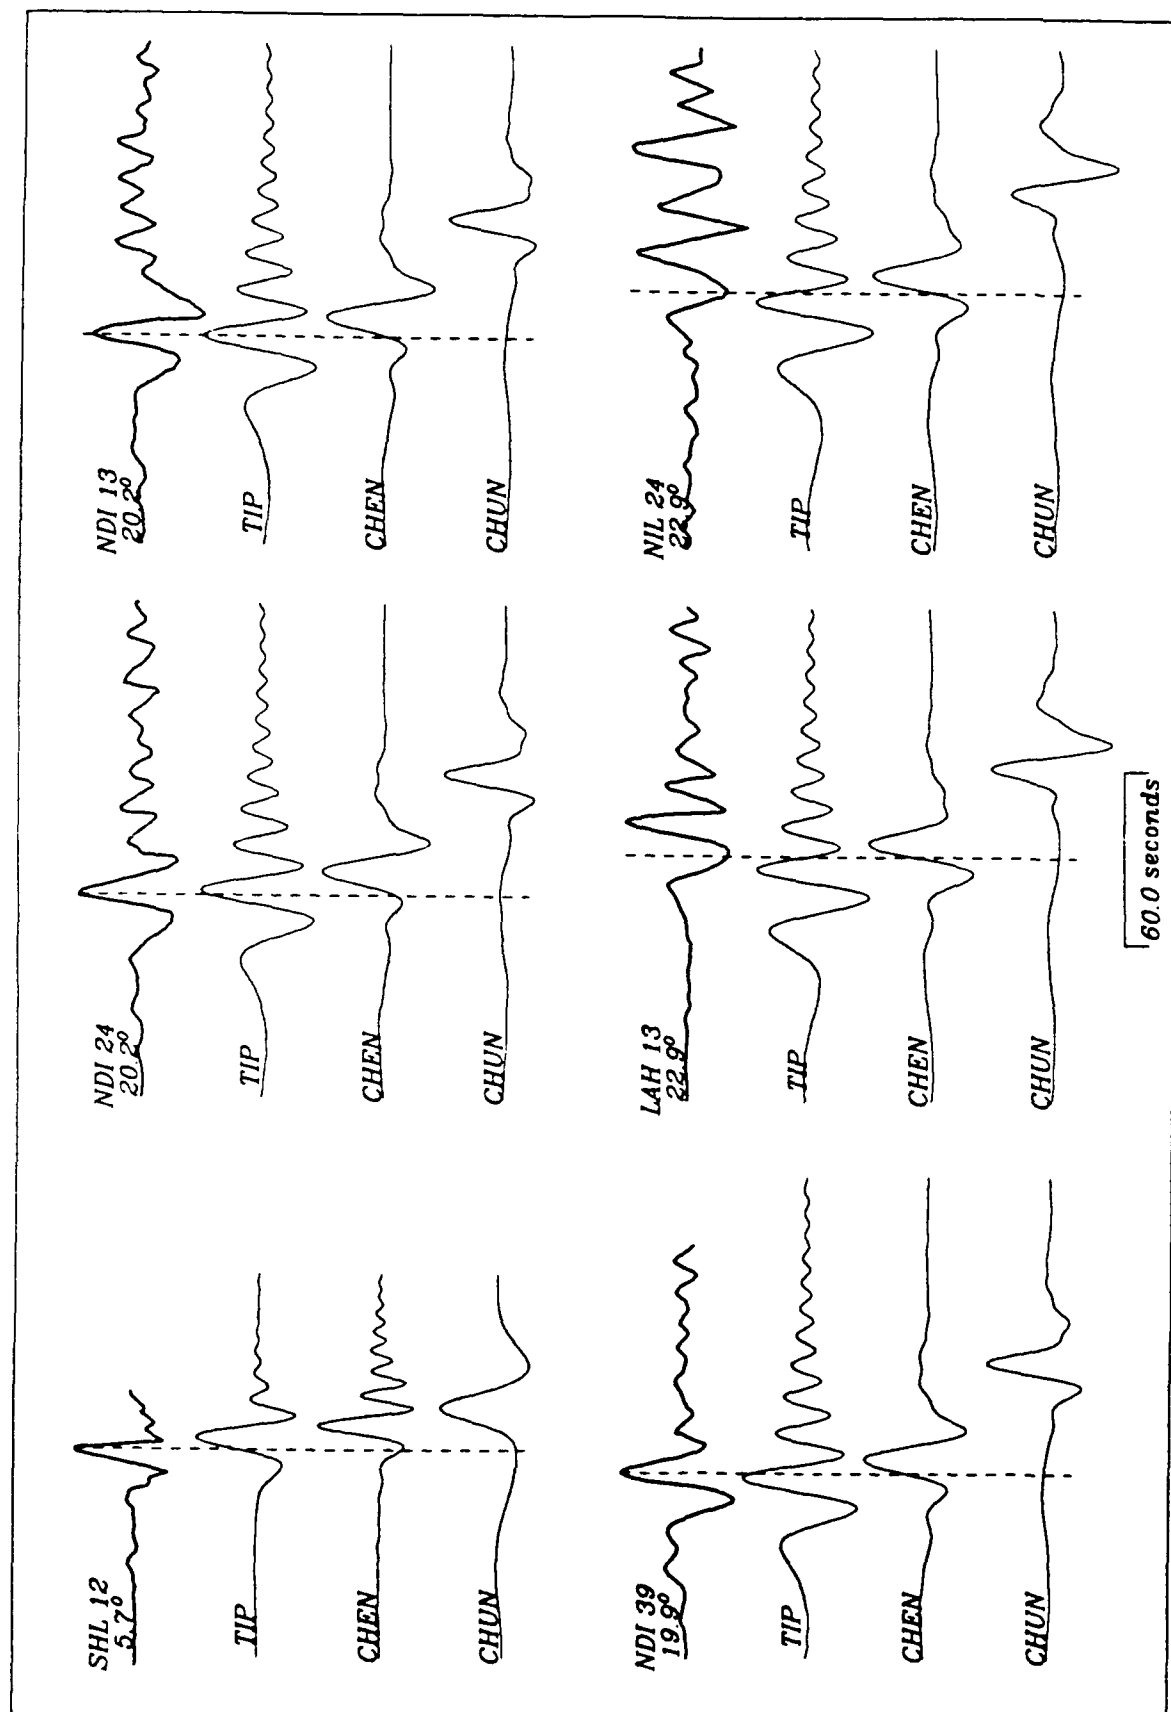 SHL 12
5.7°
TIP
CHEN
CHUN
NDI 24
20.2°
TIP
CHEN
CHUN
NDI 13
20.2°
TIP
CHEN
CHUN
NDI 39
19.9°
TIP
CHEN
CHUN
LAH 13
22.9°
TIP
CHEN
CHUN
NIL 24
22.9°
TIP
CHEN
CHUN
60.0 seconds